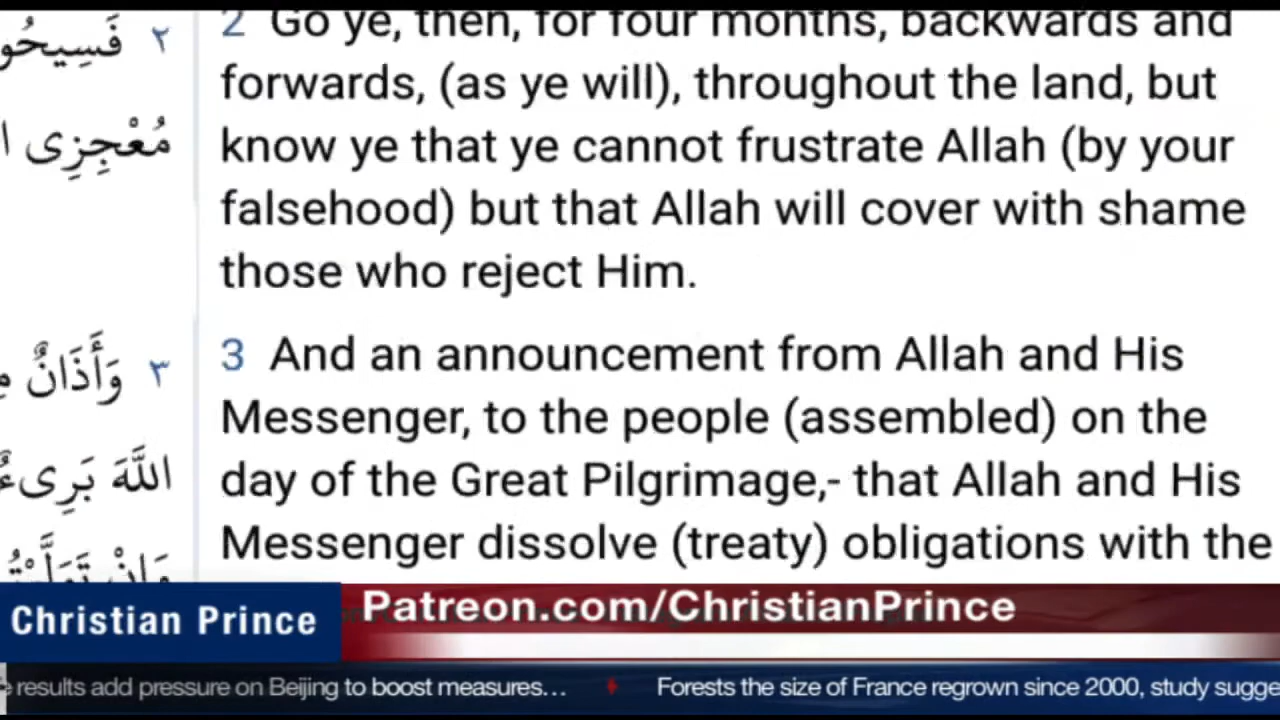 ٢ فَسِيحُو
مُعْجِزِى
2 Go ye, then, for four months, backwards and
forwards, (as ye will), throughout the land, but
know ye that ye cannot frustrate Allah (by your
falsehood) but that Allah will cover with shame
those who reject Him.
٣ وَأَذَانٌ
اللَّهَ بَرِىءٌ
3 And an announcement from Allah and His
Messenger, to the people (assembled) on the
day of the Great Pilgrimage,- that Allah and His
Messenger dissolve (treaty) obligations with the
Christian Prince
Patreon.com/ChristianPrince
results add pressure on Beijing to boost measures...
Forests the size of France regrown since 2000, study sugge